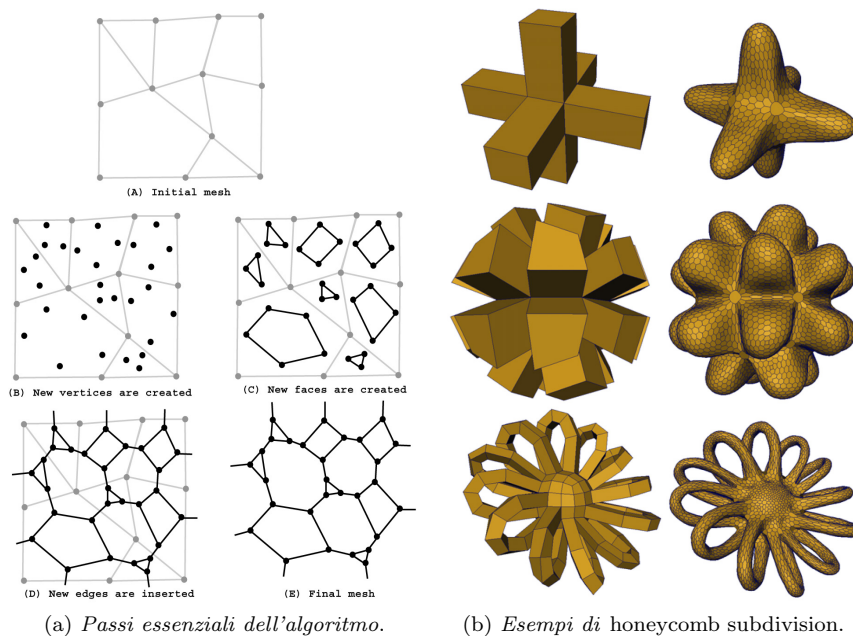 (A) Initial mesh
(B) New vertices are created
(C) New faces are created
(D) New edges are inserted
(E) Final mesh
(a) Passi essenziali dell'algoritmo.
(b) Esempi di honeycomb subdivision.